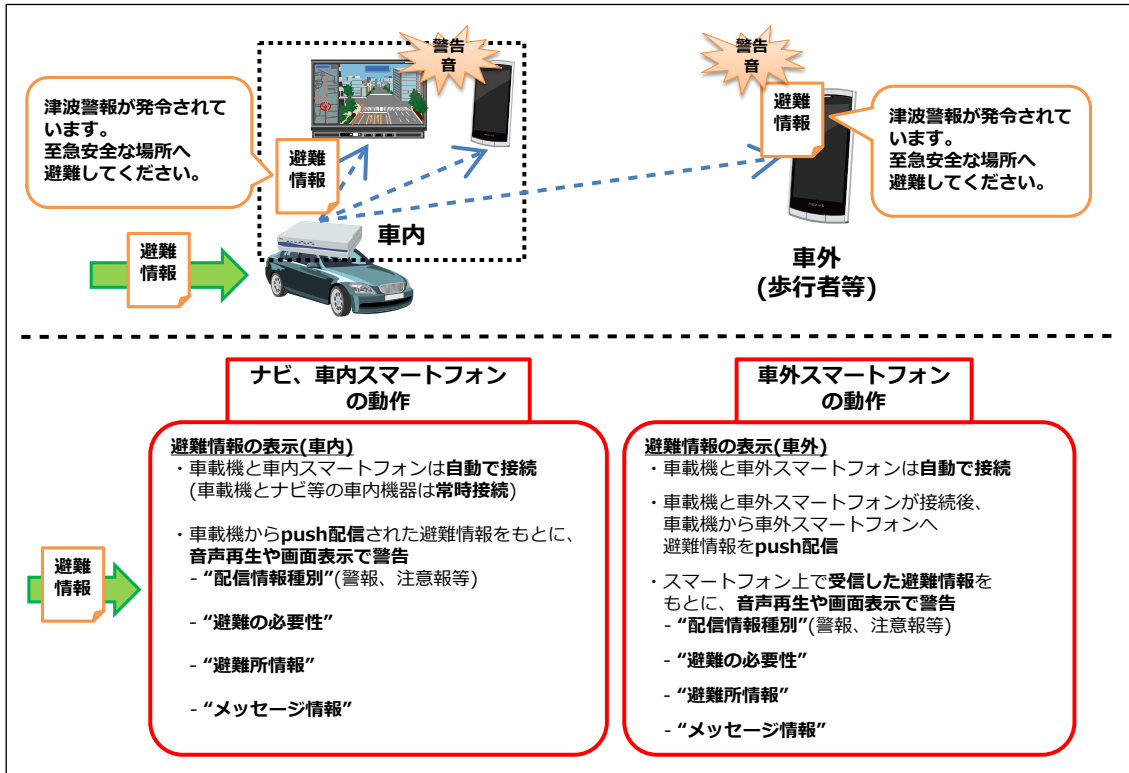 警告
音
警告
音
津波警報が発令されて
います。
至急安全な場所へ
避難してください。
避難
情報
避難
情報
津波警報が発令されて
います。
至急安全な場所へ
避難してください。
車内
避難
情報
車外
(歩行者等)
ナビ、車内スマートフォン
の動作
避難情報の表示(車内)
・車載機と車内スマートフォンは自動で接続
(車載機とナビ等の車内機器は常時接続)
・車載機からpush配信された避難情報をもとに、
音声再生や画面表示で警告
- “配信情報種別”(警報、注意報等)
- “避難の必要性”
- “避難所情報”
- “メッセージ情報”
避難
情報
車外スマートフォン
の動作
避難情報の表示(車外)
・車載機と車外スマートフォンは自動で接続
・車載機と車外スマートフォンが接続後、
車載機から車外スマートフォンへ
避難情報をpush配信
・スマートフォン上で受信した避難情報を
もとに、音声再生や画面表示で警告
- “配信情報種別”(警報、注意報等)
- “避難の必要性”
- “避難所情報”
- “メッセージ情報”